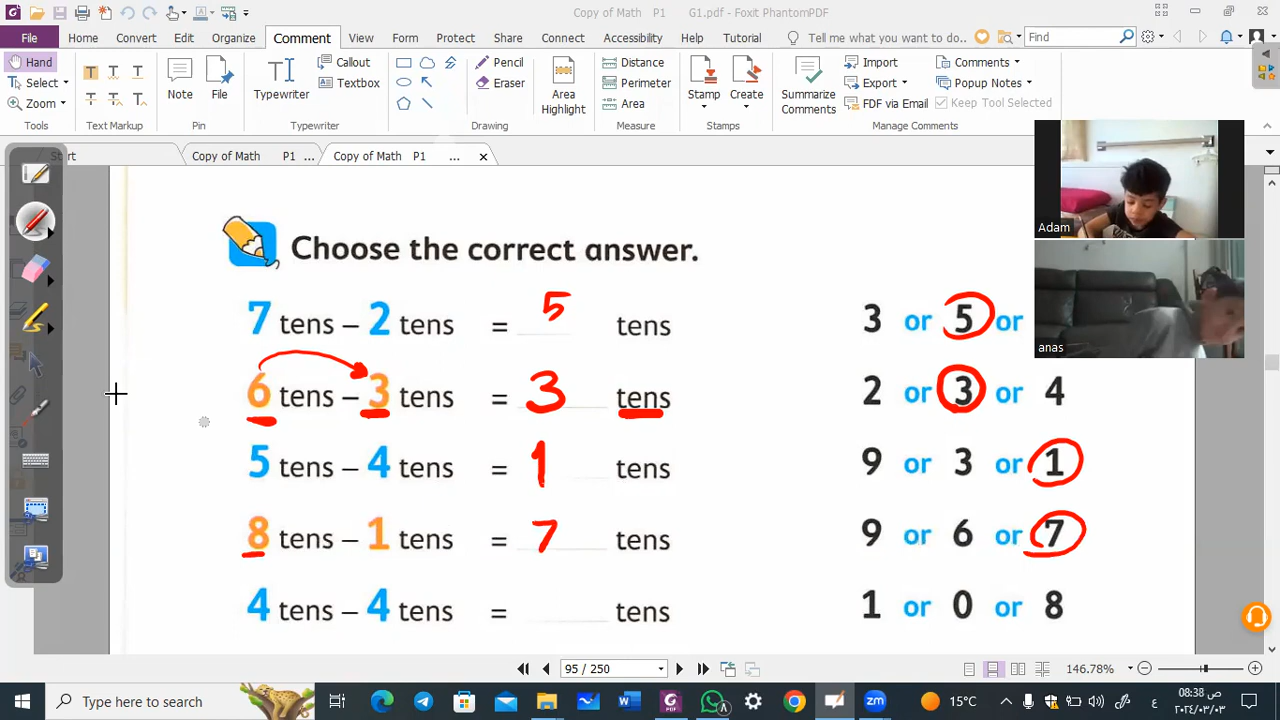 Copy of Math P1 G1.pdf - Foxit PhantomPDF
File Home Convert Edit Organize Comment View Form Protect Share Connect Accessibility Help Tutorial Tell me what you want to do.. Find
Hand Select Zoom
Tools
Text Markup
Note File
Pin
Typewriter Callout Textbox
Typewriter
Pencil Eraser Area Highlight
Drawing
Distance Perimeter Area
Measure
Stamp Create
Stamps
Summarize Comments Import Export FDF via Email Comments Popup Notes Keep Tool Selected
Manage Comments
Start Copy of Math P1 ... Copy of Math P1 ... ×
Adam
anas
Choose the correct answer.
7 tens – 2 tens = 5 tens 3 or 5 or
6 tens – 3 tens = 3 tens 2 or 3 or 4
5 tens – 4 tens = 1 tens 9 or 3 or 1
8 tens – 1 tens = 7 tens 9 or 6 or 7
4 tens – 4 tens = tens 1 or 0 or 8
95 / 250 146.78%
Type here to search 15°C ع ص 08:38
٢٠٢٤/٠٣/٠٣